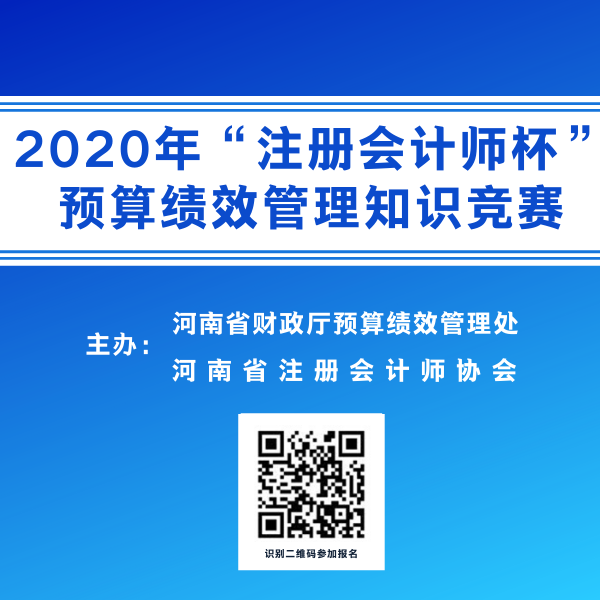 2020年“注册会计师杯”
预算绩效管理知识竞赛
主办：
河南省财政厅预算绩效管理处
河南省注册会计师协会
识别二维码参加报名